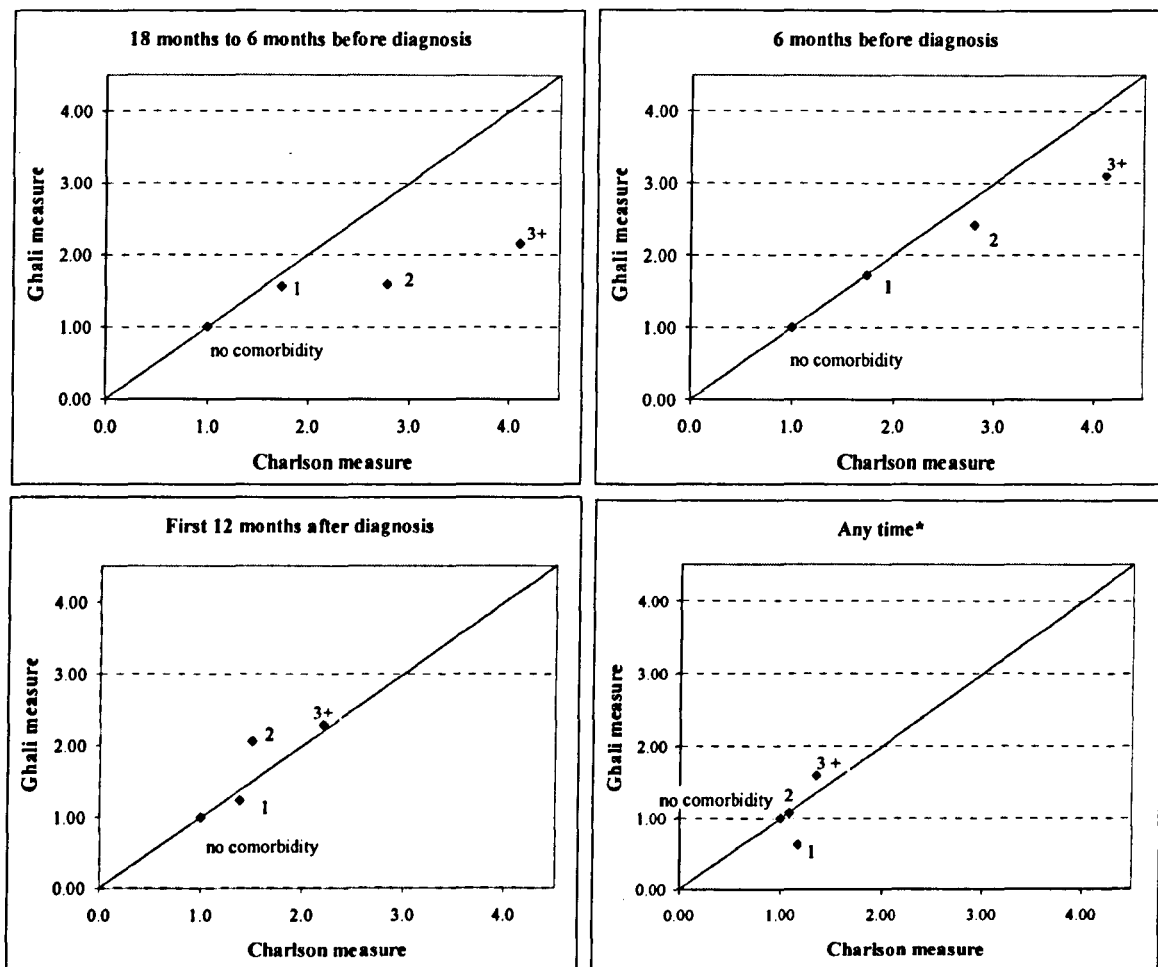 18 months to 6 months before diagnosis
Ghali measure
4.00
3.00
2.00
1.00
0.00
3+
2
1
no comorbidity
0.0 1.0 2.0 3.0 4.0
Charlson measure
6 months before diagnosis
Ghali measure
4.00
3.00
2.00
1.00
0.00
3+
2
1
no comorbidity
0.0 1.0 2.0 3.0 4.0
Charlson measure
First 12 months after diagnosis
Ghali measure
4.00
3.00
2.00
1.00
0.00
3+
2
1
no comorbidity
0.0 1.0 2.0 3.0 4.0
Charlson measure
Any time*
Ghali measure
4.00
3.00
2.00
1.00
0.00
3 +
no comorbidity 2
1
0.00 1.00 2.00 3.00 4.00
Charlson measure